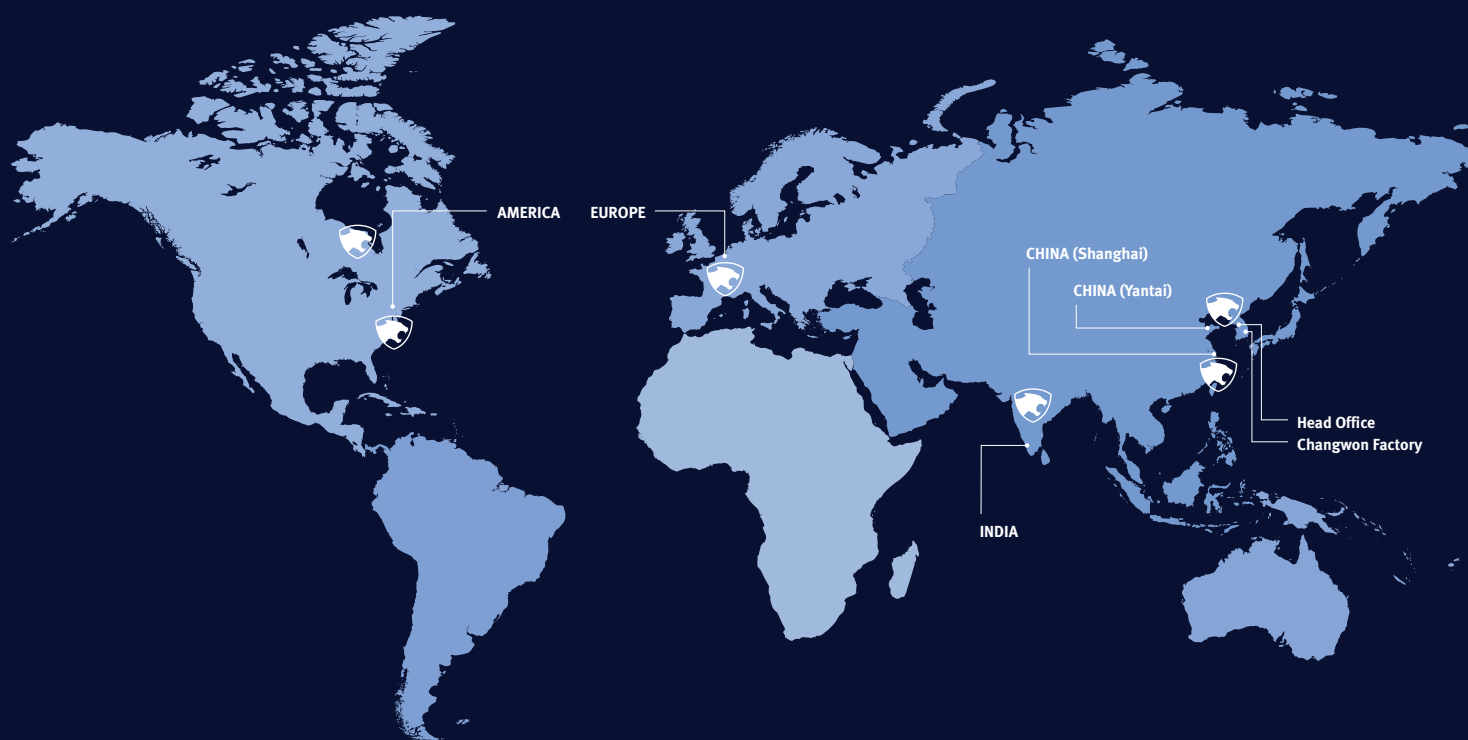 AMERICA
EUROPE
CHINA (Shanghai)
CHINA (Yantai)
Head Office
Changwon Factory
INDIA